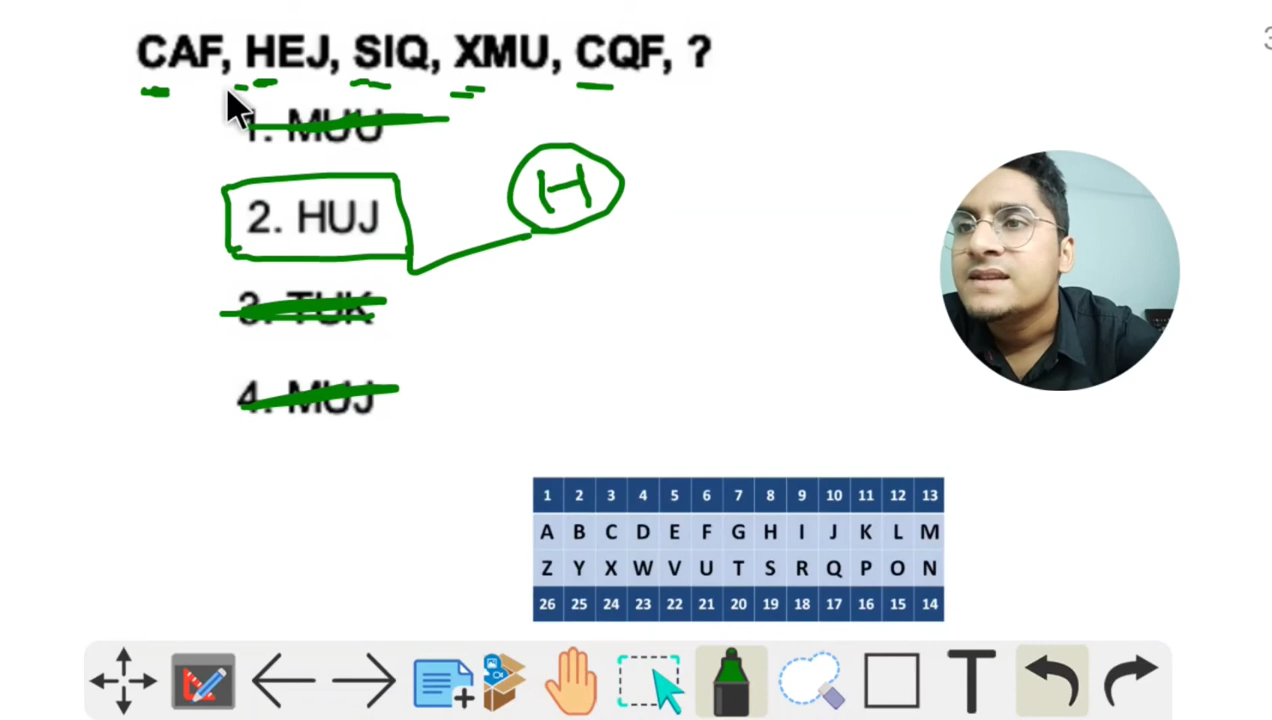 CAF, HEJ, SIQ, XMU, CQF, ?
3
1. MUU
2. HUJ
H
3. TUK
4. MUJ
1 2 3 4 5 6 7 8 9 10 11 12 13
A B C D E F G H I J K L M
Z Y X W V U T S R Q P O N
26 25 24 23 22 21 20 19 18 17 16 15 14
T